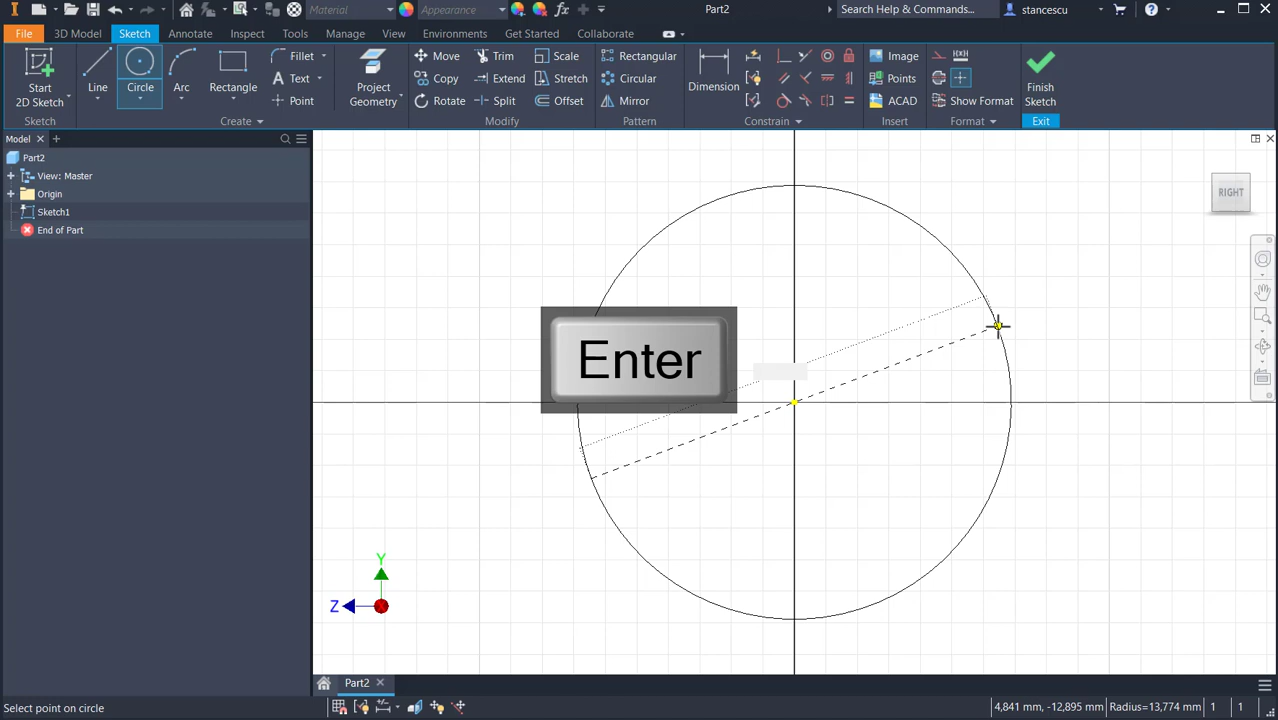 Material
Appearance
Part2
Search Help & Commands...
stancescu
File
3D Model
Sketch
Annotate
Inspect
Tools
Manage
View
Environments
Get Started
Collaborate
Start
2D Sketch
Line
Circle
Arc
Rectangle
Fillet
Text
Point
Project
Geometry
Move
Copy
Rotate
Trim
Extend
Split
Scale
Stretch
Offset
Rectangular
Circular
Mirror
Dimension
Image
Points
ACAD
Show Format
Finish
Sketch
Sketch
Create
Modify
Pattern
Constrain
Insert
Format
Exit
Model
Part2
View: Master
Origin
Sketch1
End of Part
RIGHT
Enter
Y
Z
Part2
Select point on circle
4,841 mm, -12,895 mm
Radius=13,774 mm
1
1